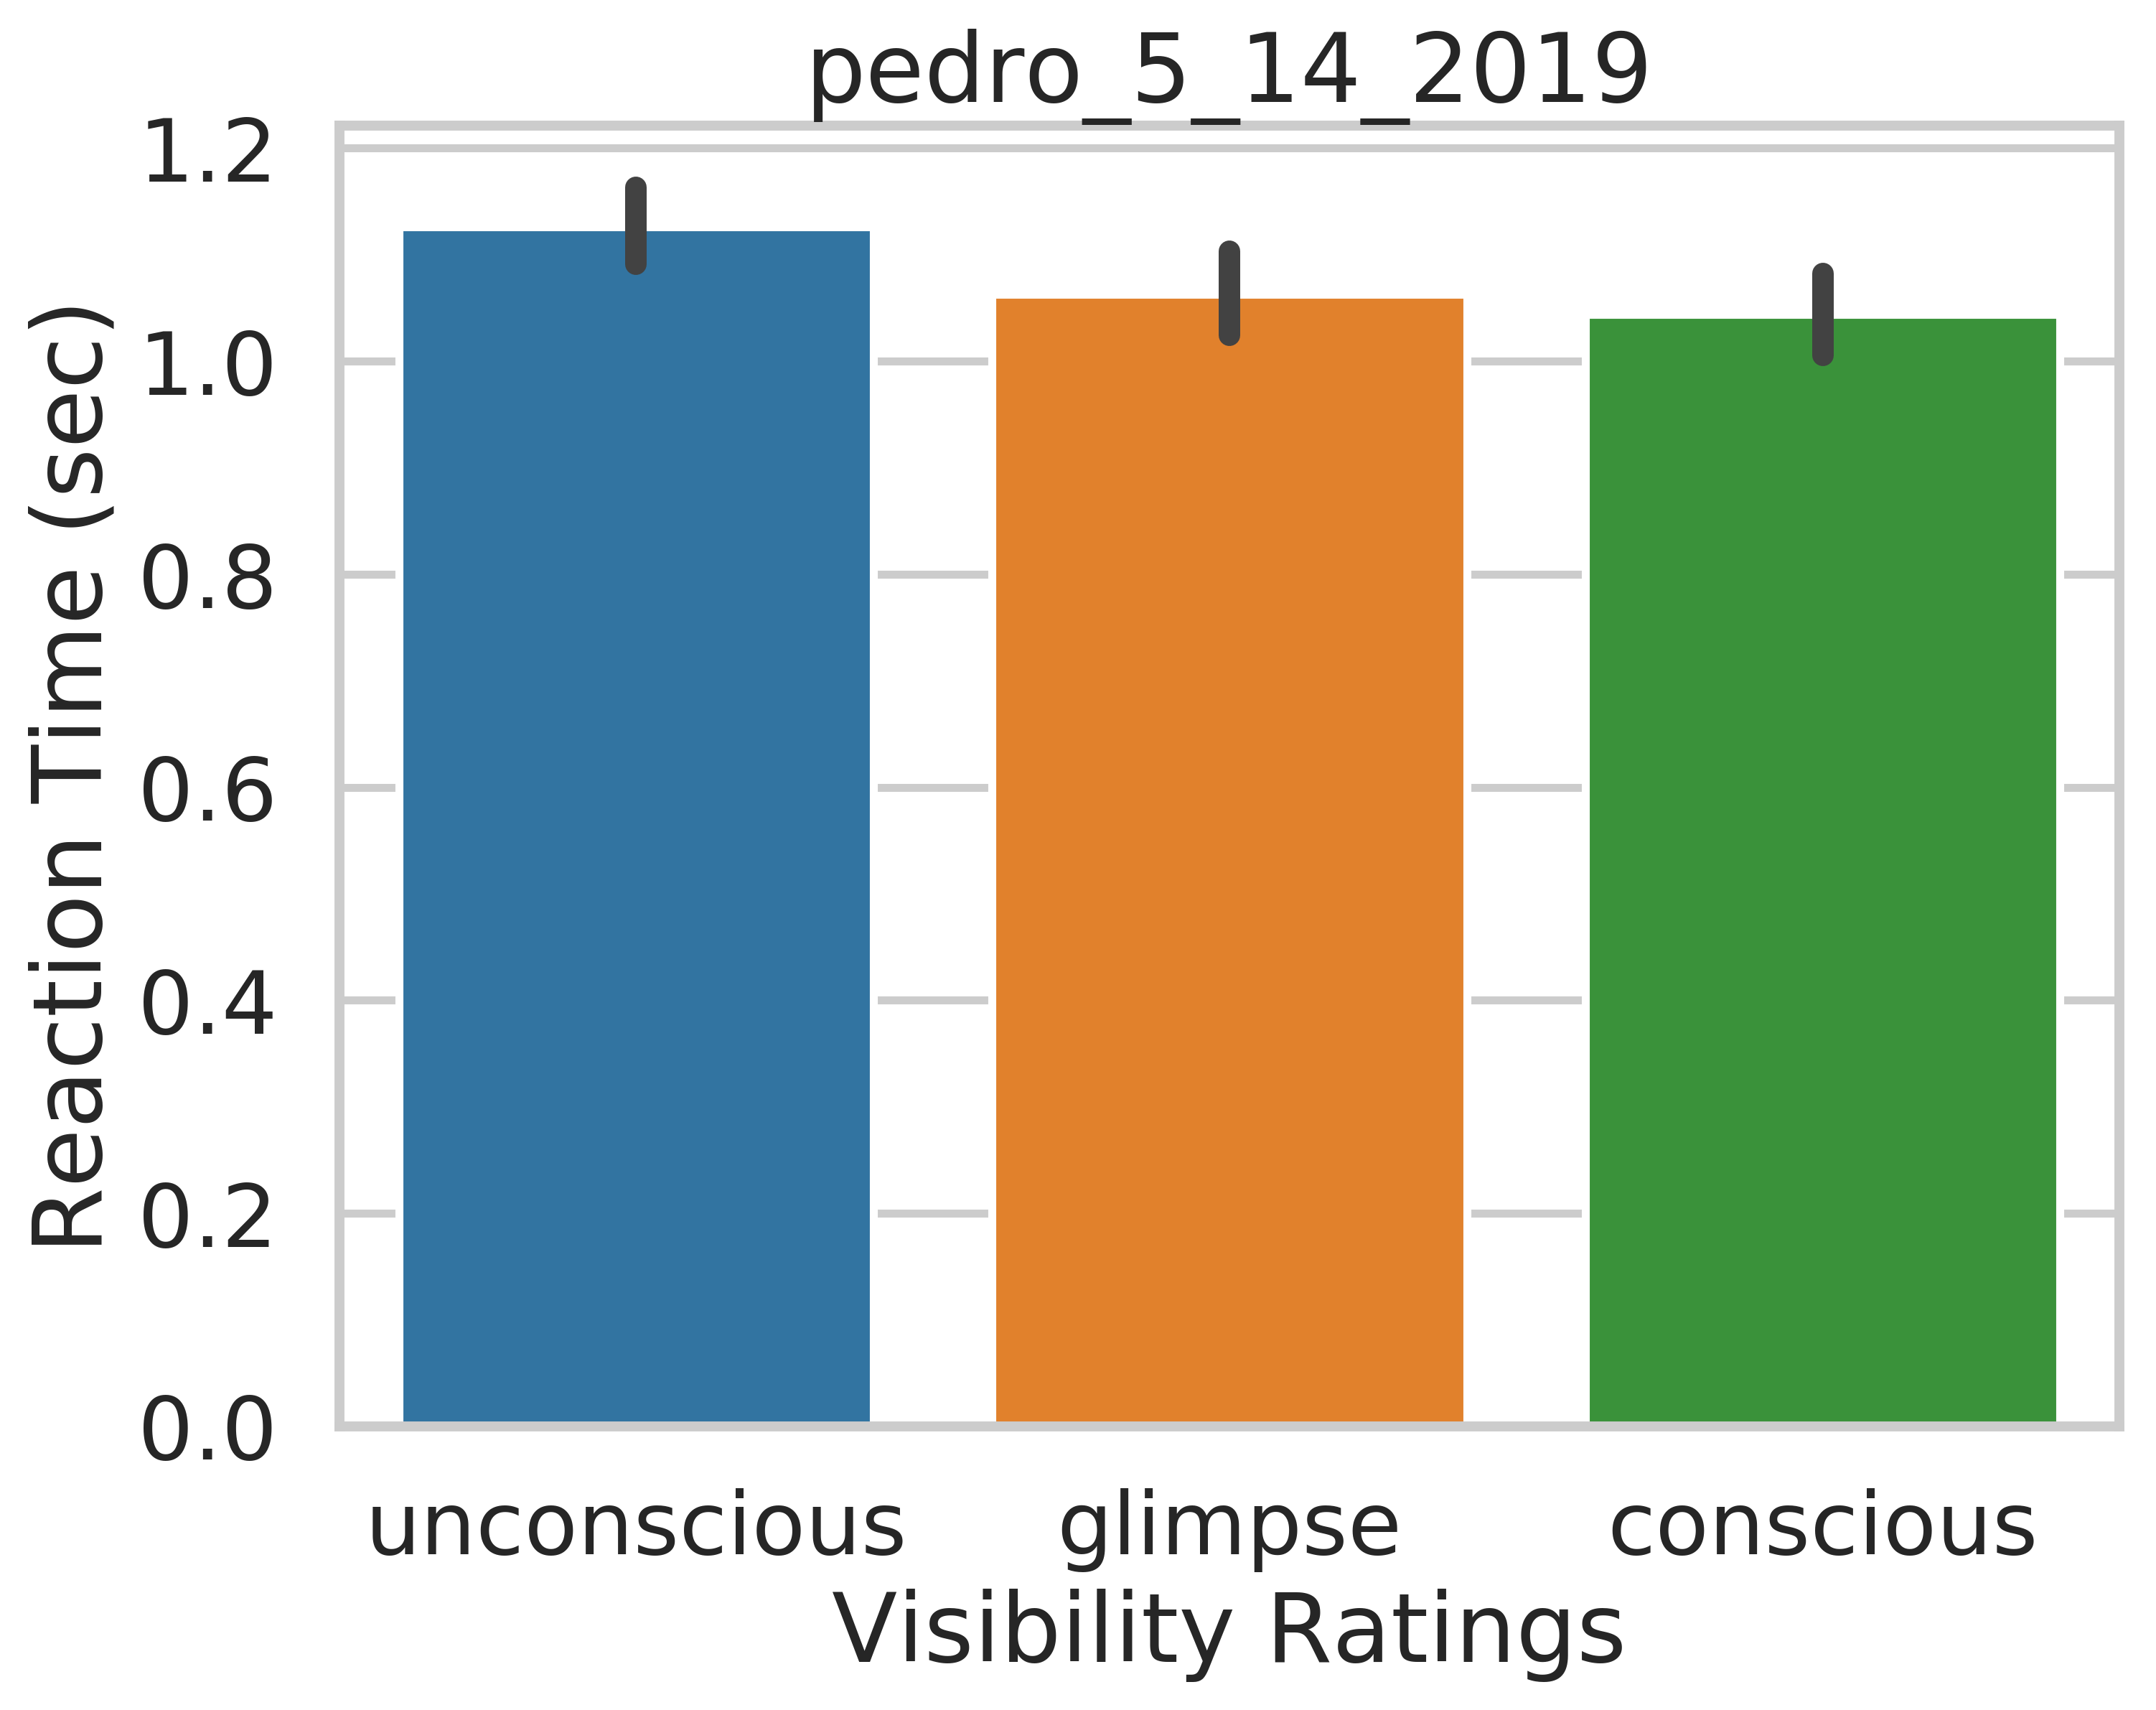 pedro_5_14_2019
Reaction Time (sec)
1.2
1.0
0.8
0.6
0.4
0.2
0.0
unconscious glimpse conscious
Visibility Ratings